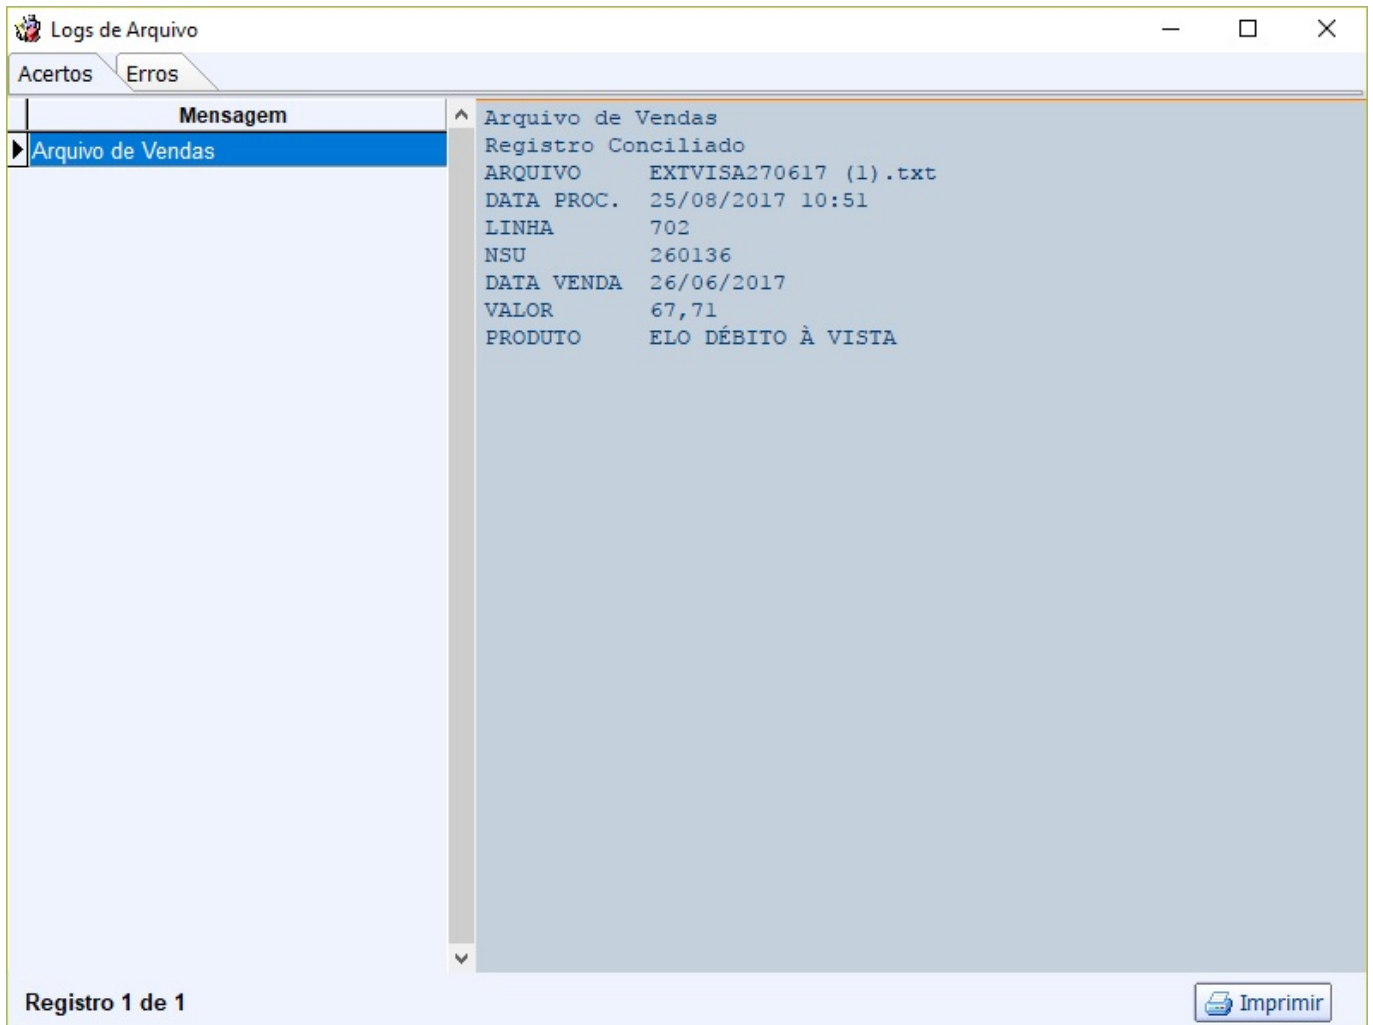 Logs de Arquivo
Acertos Erros
Mensagem
Arquivo de Vendas
Arquivo de Vendas
Registro Conciliado
ARQUIVO EXTVISA270617 (1).txt
DATA PROC. 25/08/2017 10:51
LINHA 702
NSU 260136
DATA VENDA 26/06/2017
VALOR 67,71
PRODUTO ELO DÉBITO À VISTA
Registro 1 de 1
Imprimir